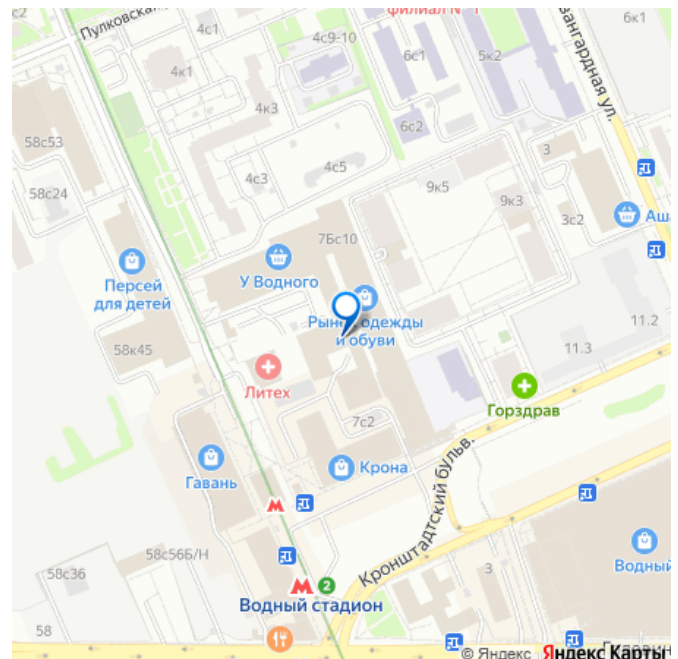 филиал № 1
Пулковская
4с1
4с9-10
6к1
6с1
5к2
вангардная ул.
4к1
4к3
6с2
58с53
3
4с5
4с3
9к5
58с24
9к3
3с2
Аша
7Бс10
У Водного
Персей
для детей
Рынок одежды
и обуви
11.2
58к45
11.3
Литех
Горздрав
7с2
Крона
Гавань
Кронштадтский бульв.
58с56Б/Н
58с36
3
Водный
2
Водный стадион
58
© Яндекс Яндекс Карты